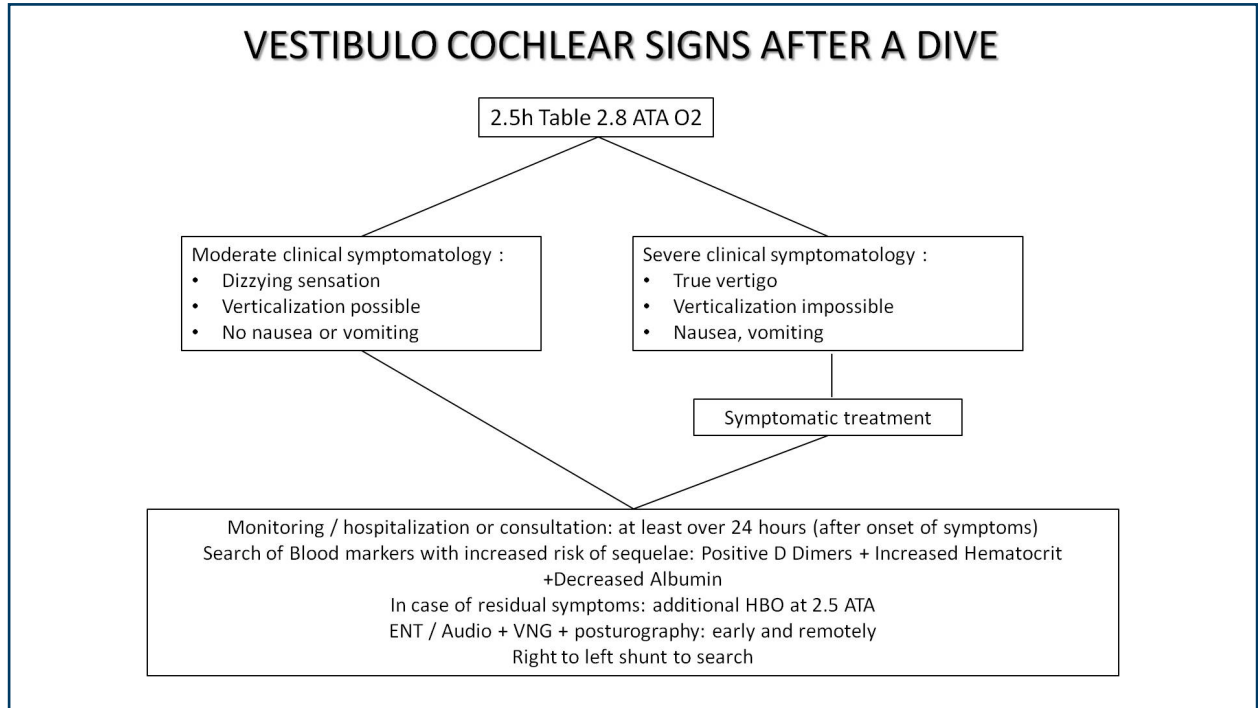 VESTIBULO COCHLEAR SIGNS AFTER A DIVE
2.5h Table 2.8 ATA O2
Moderate clinical symptomatology :
• Dizzying sensation
• Verticalization possible
• No nausea or vomiting
Severe clinical symptomatology :
• True vertigo
• Verticalization impossible
• Nausea, vomiting
Symptomatic treatment
Monitoring / hospitalization or consultation: at least over 24 hours (after onset of symptoms)
Search of Blood markers with increased risk of sequelae: Positive D Dimers + Increased Hematocrit
+Decreased Albumin
In case of residual symptoms: additional HBO at 2.5 ATA
ENT / Audio + VNG + posturography: early and remotely
Right to left shunt to search